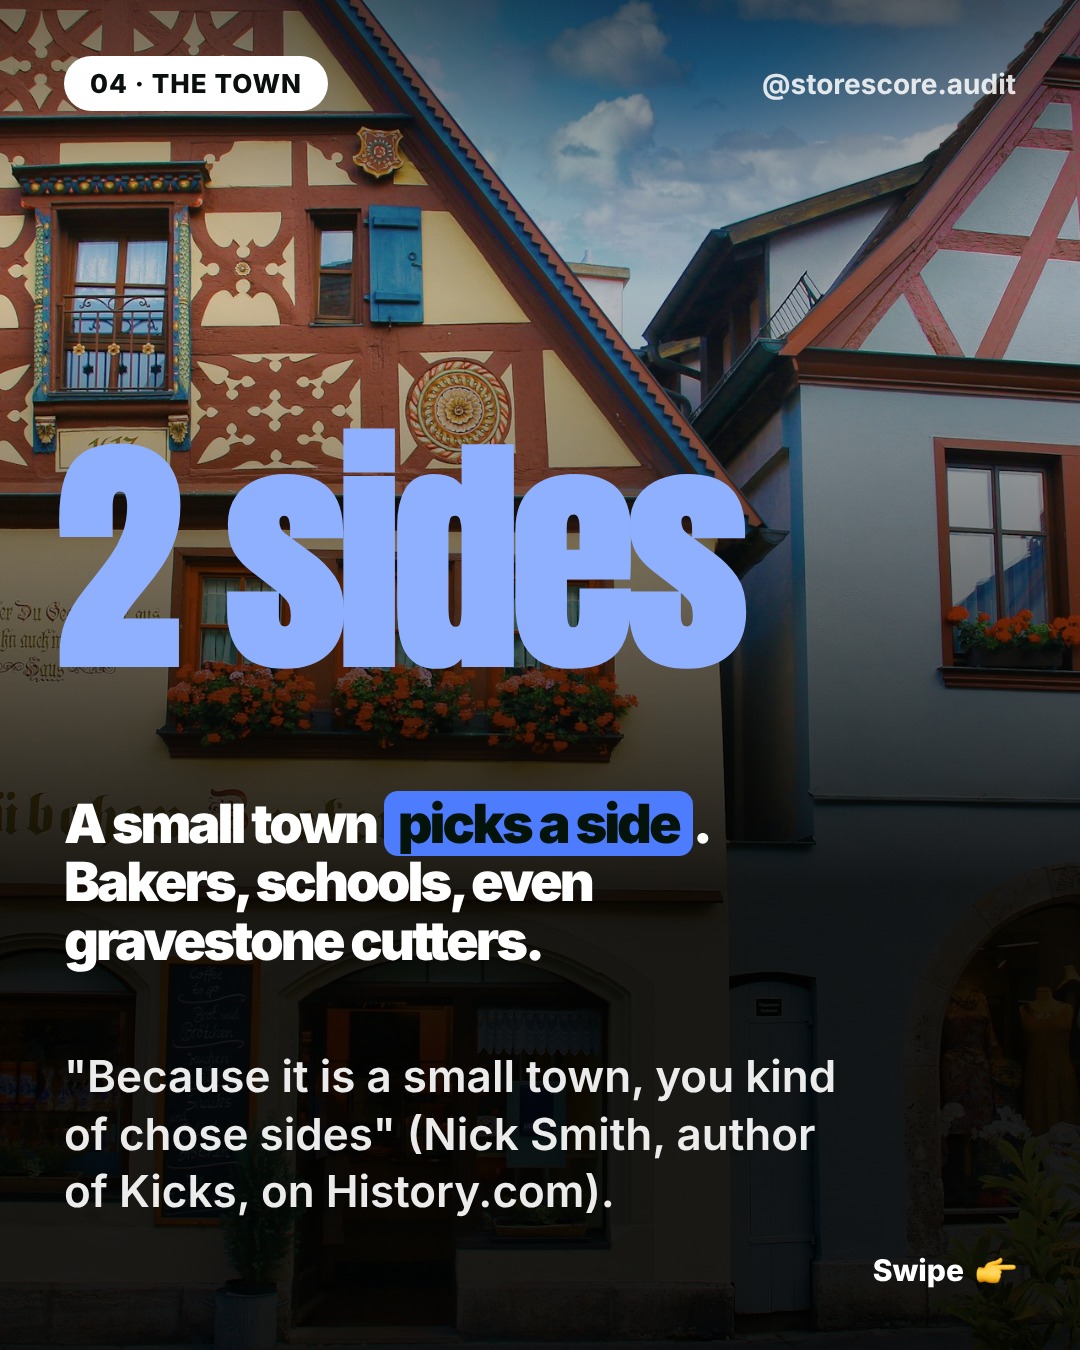 04 · THE TOWN
@storescore.audit
1617
2 sides
A small town picks a side.
Bakers, schools, even
gravestone cutters.
"Because it is a small town, you kind
of chose sides" (Nick Smith, author
of Kicks, on History.com).
Swipe 👉